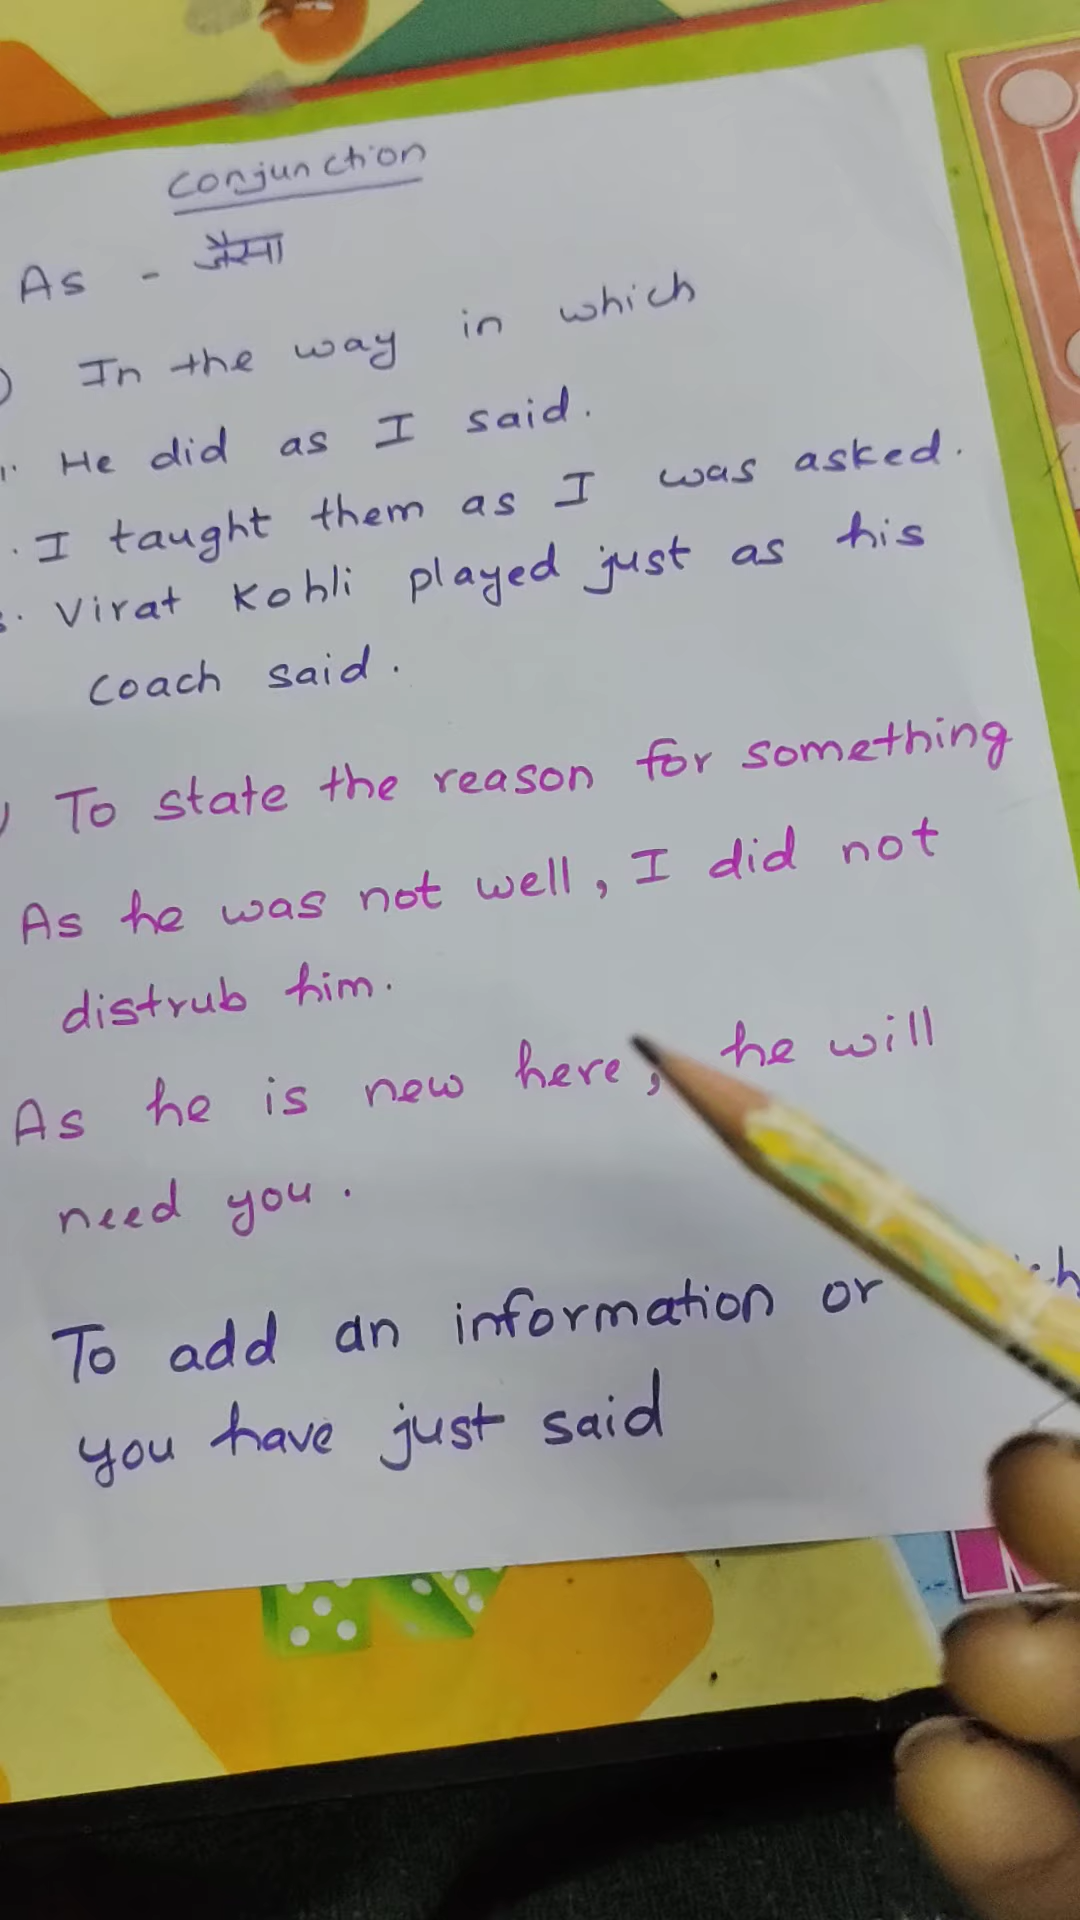 Conjunction
As - जैसा
In the way in which
He did as I said.
I taught them as I was asked.
Virat Kohli played just as his
Coach said.
To state the reason for something
As he was not well, I did not
distrub him.
As he is new here, he will
need you.
To add an information or
you have just said